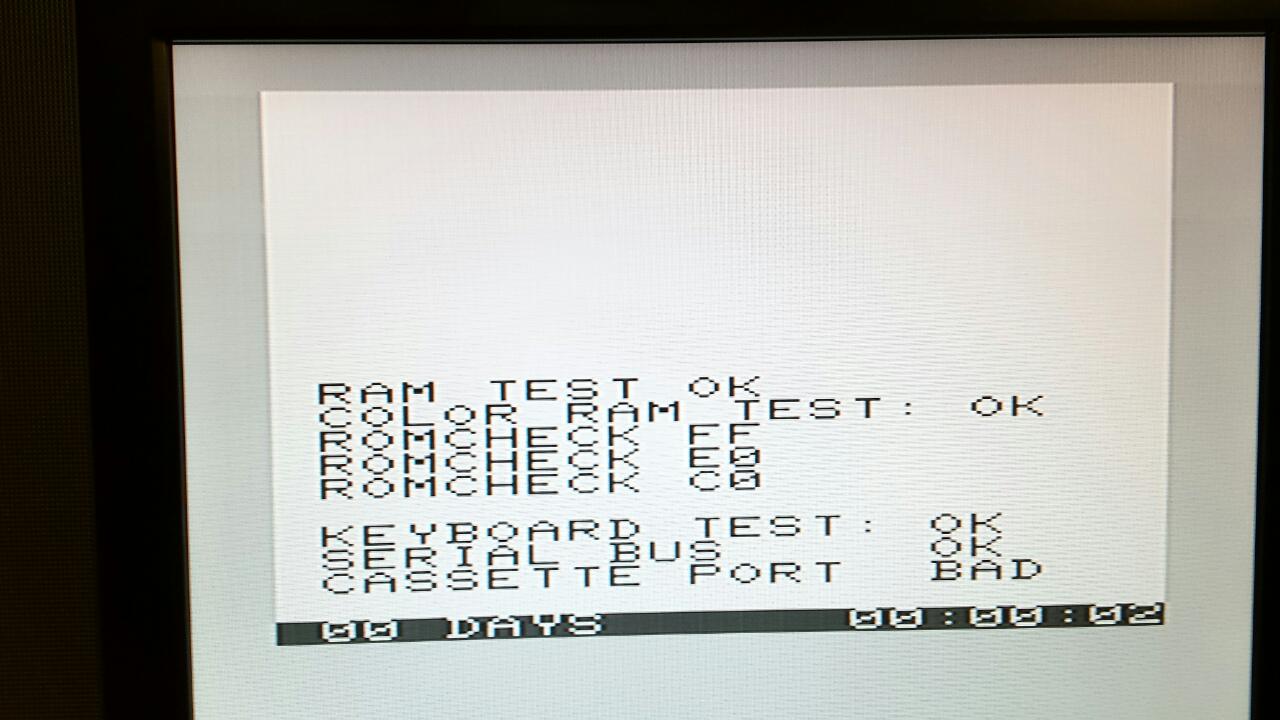 RAM TEST OK
COLOR RAM TEST: OK
ROMCHECK FF
ROMCHECK E0
ROMCHECK C0
KEYBOARD TEST: OK
SERIAL BUS OK
CASSETTE PORT BAD
00 DAYS 00:00:02